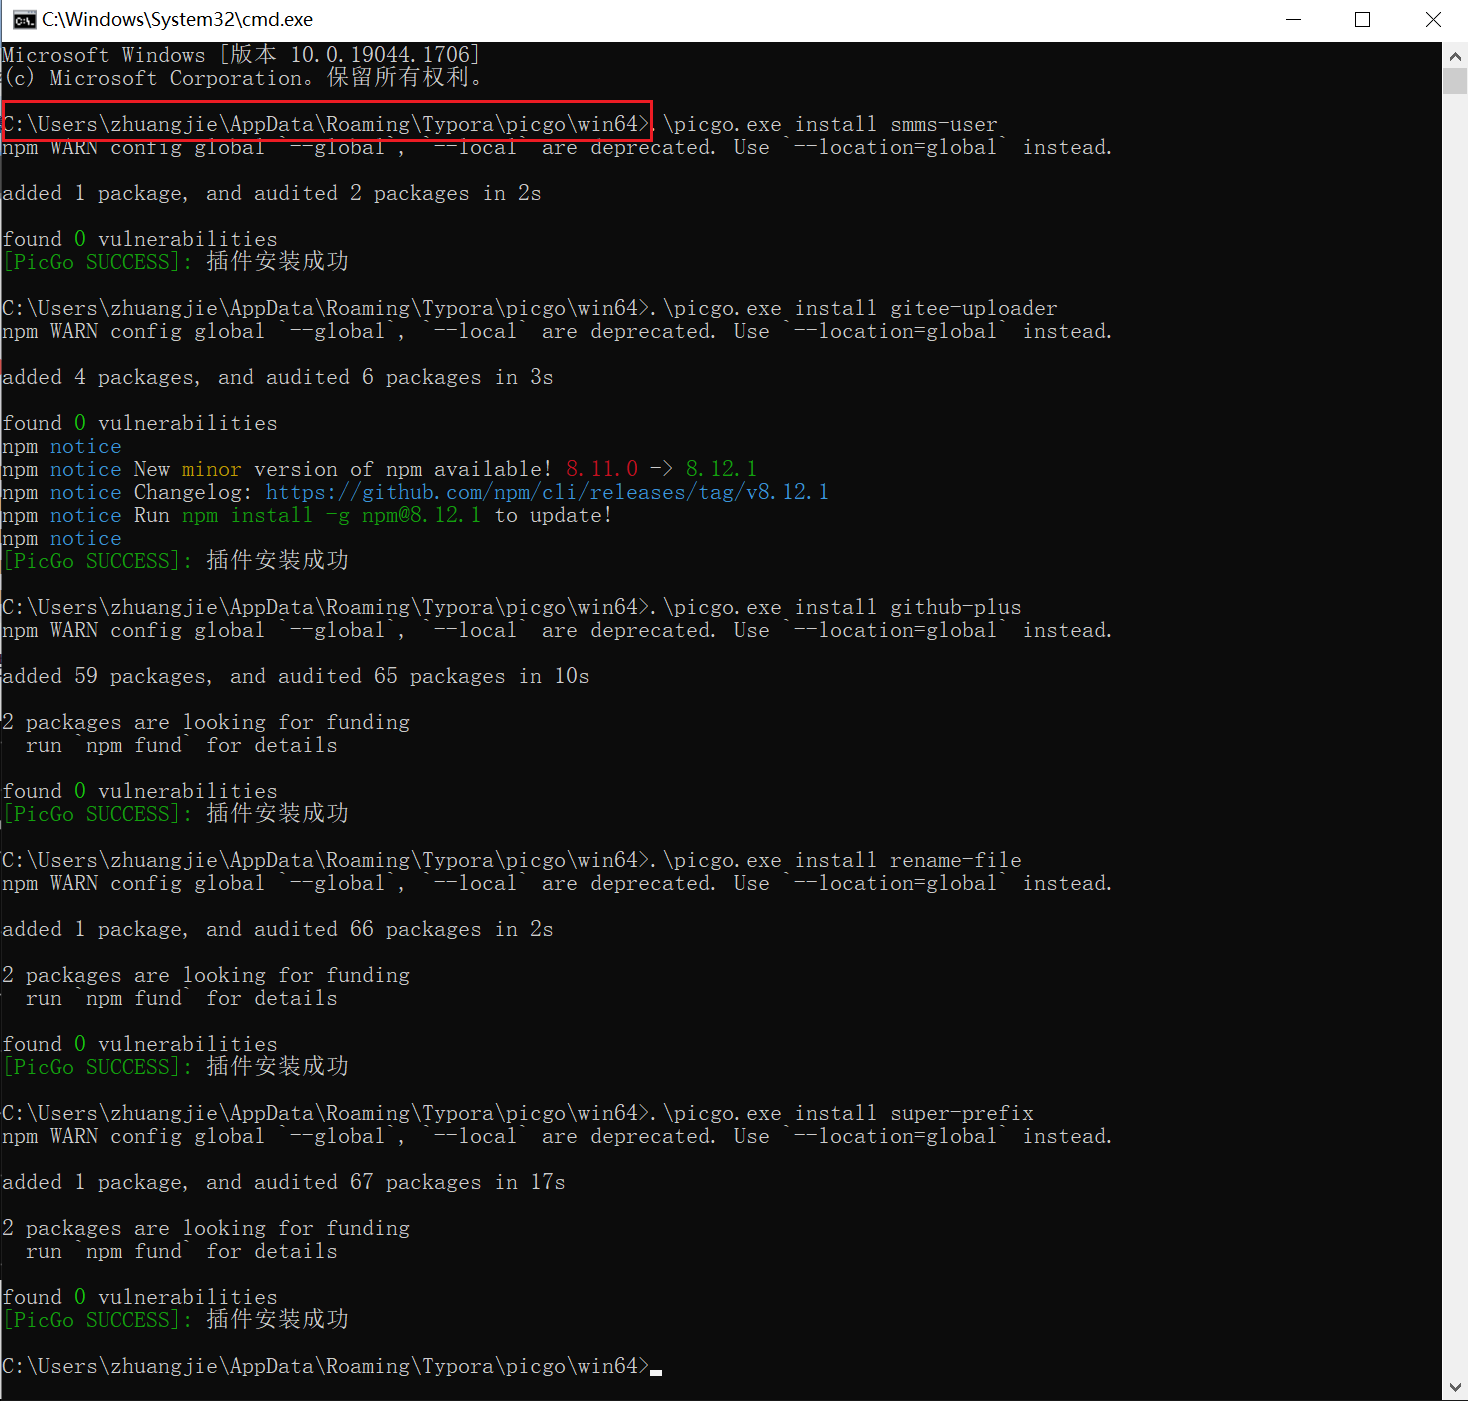 C:\Windows\System32\cmd.exe
Microsoft Windows [版本 10.0.19044.1706]
(c) Microsoft Corporation。保留所有权利。
C:\Users\zhuangjie\AppData\Roaming\Typora\picgo\win64>.\picgo.exe install smms-user
npm WARN config global `--global`, `--local` are deprecated. Use `--location=global` instead.
added 1 package, and audited 2 packages in 2s
found 0 vulnerabilities
[PicGo SUCCESS]: 插件安装成功
C:\Users\zhuangjie\AppData\Roaming\Typora\picgo\win64>.\picgo.exe install gitee-uploader
npm WARN config global `--global`, `--local` are deprecated. Use `--location=global` instead.
added 4 packages, and audited 6 packages in 3s
found 0 vulnerabilities
npm notice
npm notice New minor version of npm available! 8.11.0 -> 8.12.1
npm notice Changelog: https://github.com/npm/cli/releases/tag/v8.12.1
npm notice Run npm install -g npm@8.12.1 to update!
npm notice
[PicGo SUCCESS]: 插件安装成功
C:\Users\zhuangjie\AppData\Roaming\Typora\picgo\win64>.\picgo.exe install github-plus
npm WARN config global `--global`, `--local` are deprecated. Use `--location=global` instead.
added 59 packages, and audited 65 packages in 10s
2 packages are looking for funding
  run `npm fund` for details
found 0 vulnerabilities
[PicGo SUCCESS]: 插件安装成功
C:\Users\zhuangjie\AppData\Roaming\Typora\picgo\win64>.\picgo.exe install rename-file
npm WARN config global `--global`, `--local` are deprecated. Use `--location=global` instead.
added 1 package, and audited 66 packages in 2s
2 packages are looking for funding
  run `npm fund` for details
found 0 vulnerabilities
[PicGo SUCCESS]: 插件安装成功
C:\Users\zhuangjie\AppData\Roaming\Typora\picgo\win64>.\picgo.exe install super-prefix
npm WARN config global `--global`, `--local` are deprecated. Use `--location=global` instead.
added 1 package, and audited 67 packages in 17s
2 packages are looking for funding
  run `npm fund` for details
found 0 vulnerabilities
[PicGo SUCCESS]: 插件安装成功
C:\Users\zhuangjie\AppData\Roaming\Typora\picgo\win64>